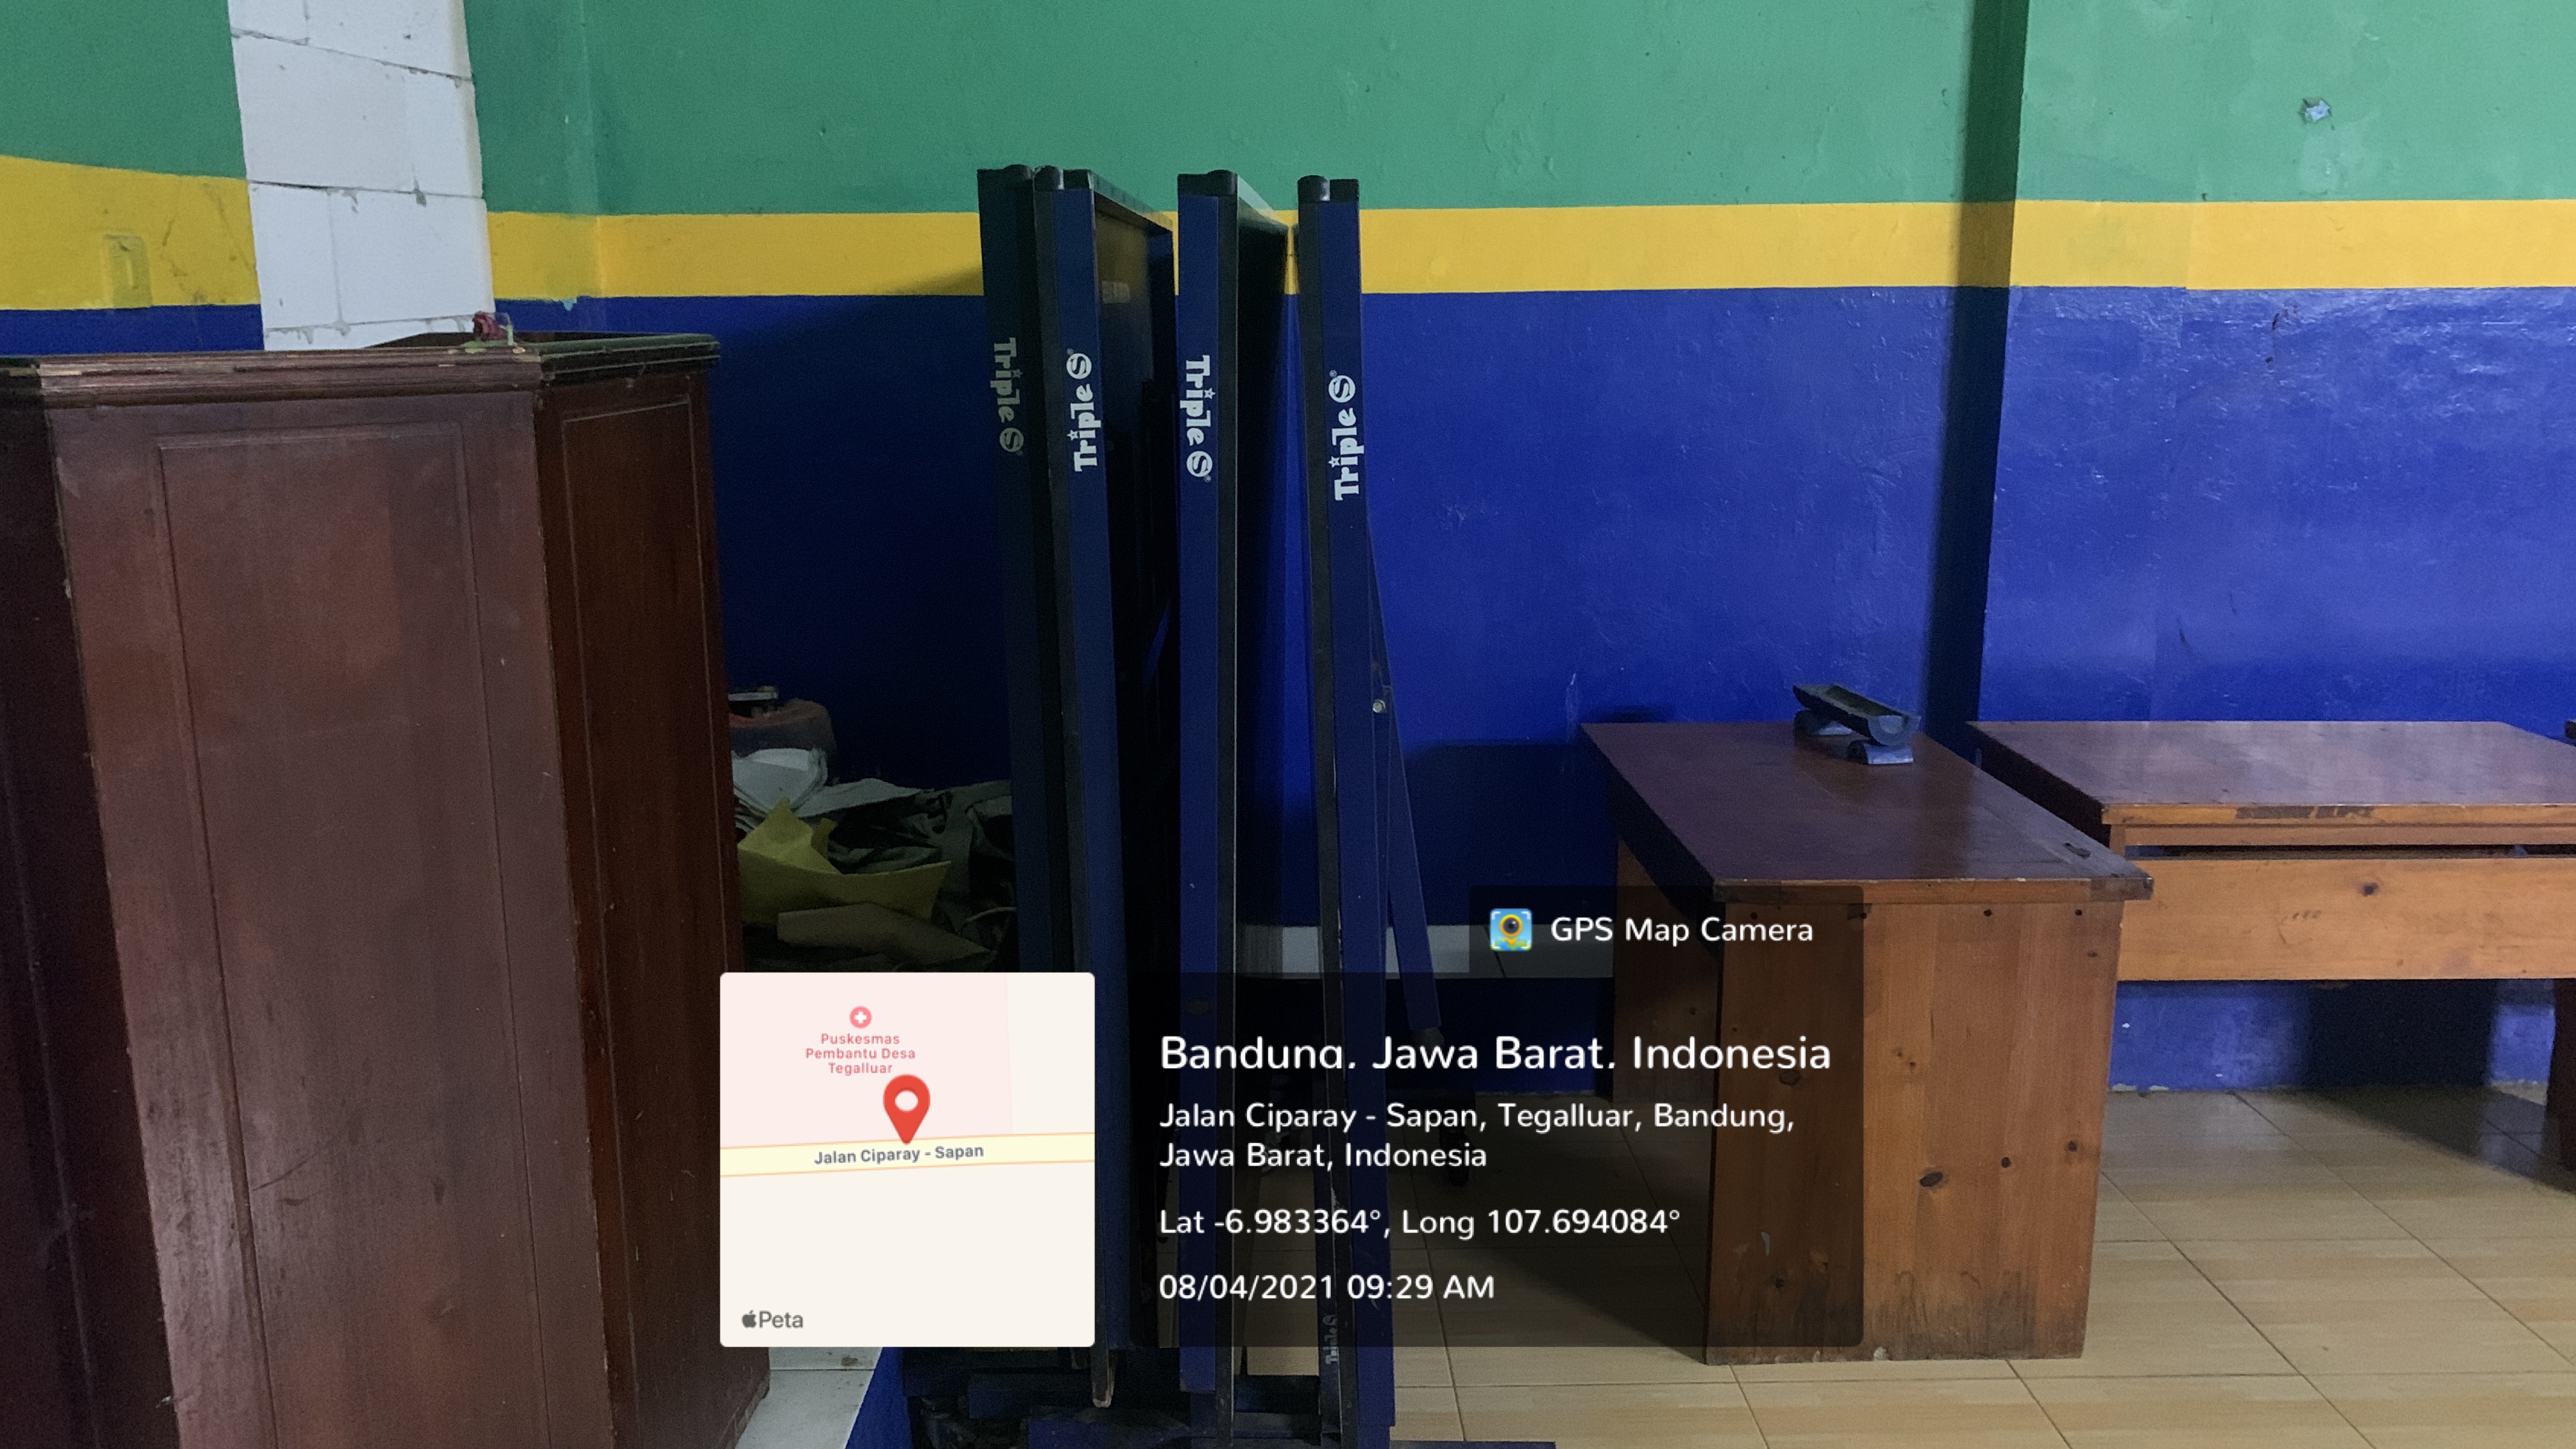 Triple S
Triple S
Triple S
Triple S
GPS Map Camera
Puskesmas
Pembantu Desa
Tegalluar
Jalan Ciparay - Sapan
Peta
Bandung, Jawa Barat, Indonesia
Jalan Ciparay - Sapan, Tegalluar, Bandung,
Jawa Barat, Indonesia
Lat -6.983364°, Long 107.694084°
08/04/2021 09:29 AM
Triple S